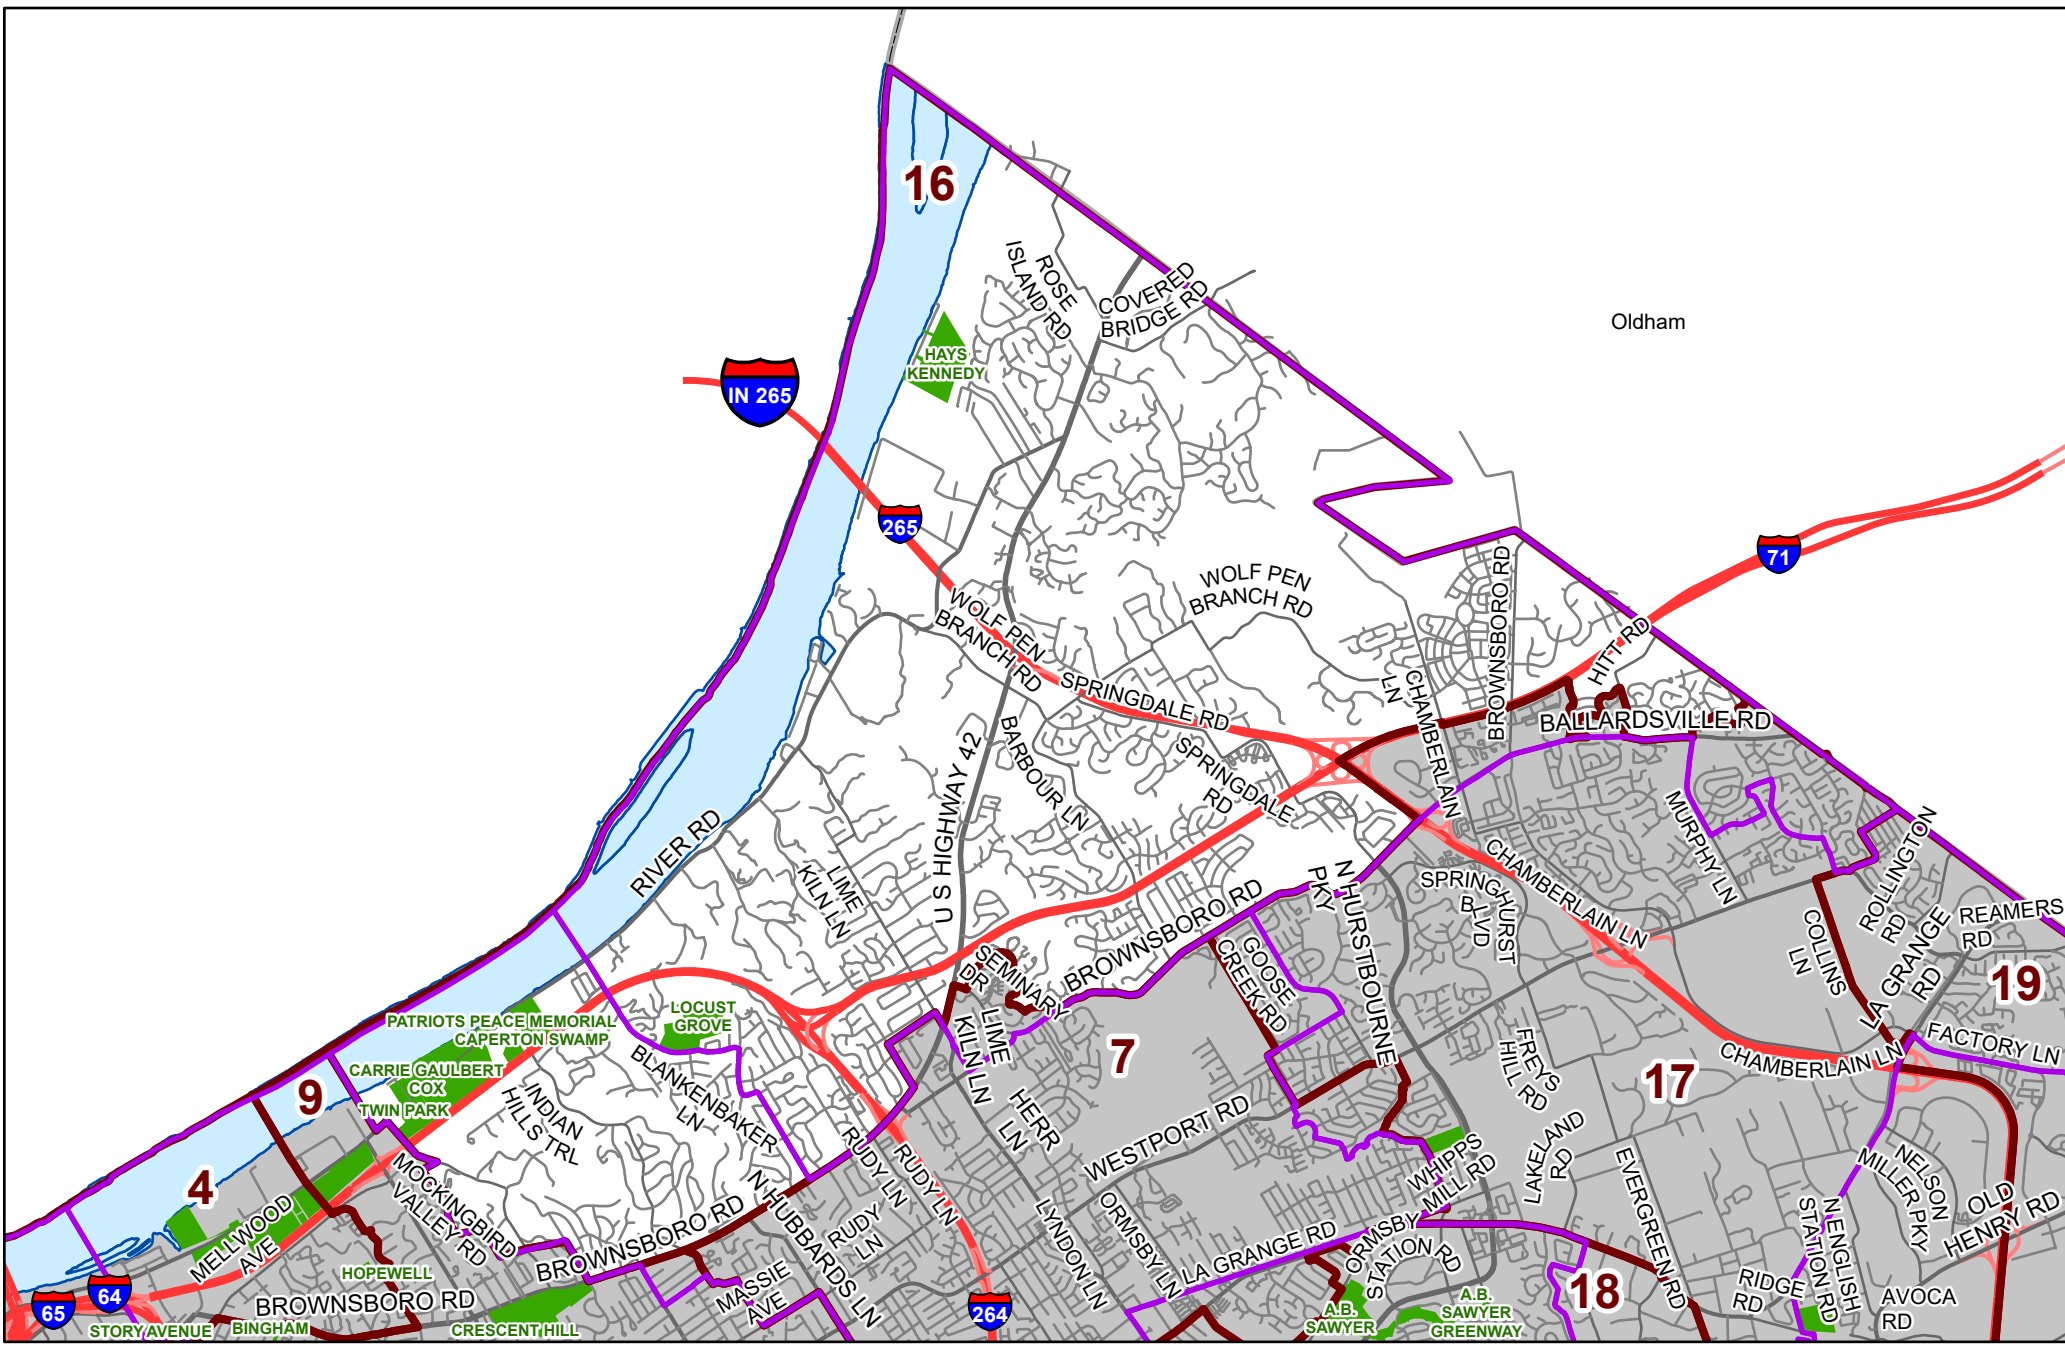 16
ROSE
ISLAND RD
COVERED
BRIDGE RD
Oldham
HAYS
KENNEDY
IN 265
265
71
WOLF PEN
BRANCH RD
WOLF PEN
BRANCH RD
BROWNSBORO RD
HITT RD
SPRINGDALE RD
CHAMBERLAIN
LN
BALLARDSVILLE RD
U S HIGHWAY 42
BARBOUR LN
SPRINGDALE
RD
RIVER RD
LIME
KILN LN
MURPHY LN
CHAMBERLAIN LN
N HURSTBOURNE
PKY
SPRINGHURST
BLVD
ROLLINGTON
RD
REAMERS
RD
COLLINS
LN
LA GRANGE
RD
19
BROWNSBORO RD
GOOSE
CREEK RD
SEMINARY
DR
LIME
KILN LN
7
LOCUST
GROVE
PATRIOTS PEACE MEMORIAL
CAPERTON SWAMP
CARRIE GAULBERT
COX
TWIN PARK
BLANKENBAKER
LN
INDIAN
HILLS TRL
9
4
HERR
LN
WESTPORT RD
FREYS
HILL RD
17
CHAMBERLAIN LN
FACTORY LN
MOCKINGBIRD
VALLEY RD
MELLWOOD
AVE
RUDY LN
RUDY LN
RUDY
LN
N HUBBARDS LN
BROWNSBORO RD
LYNDON LN
ORMSBY LN
WHIPPS
MILL RD
LAKELAND
RD
EVERGREEN RD
NELSON
MILLER PKY
OLD
HENRY RD
N ENGLISH
STATION RD
LA GRANGE RD
ORMSBY
STATION RD
18
RIDGE
RD
AVOCA
RD
HOPEWELL
BROWNSBORO RD
MASSIE
AVE
64
65
264
STORY AVENUE
BINGHAM
CRESCENT HILL
A.B.
SAWYER
A.B.
SAWYER
GREENWAY